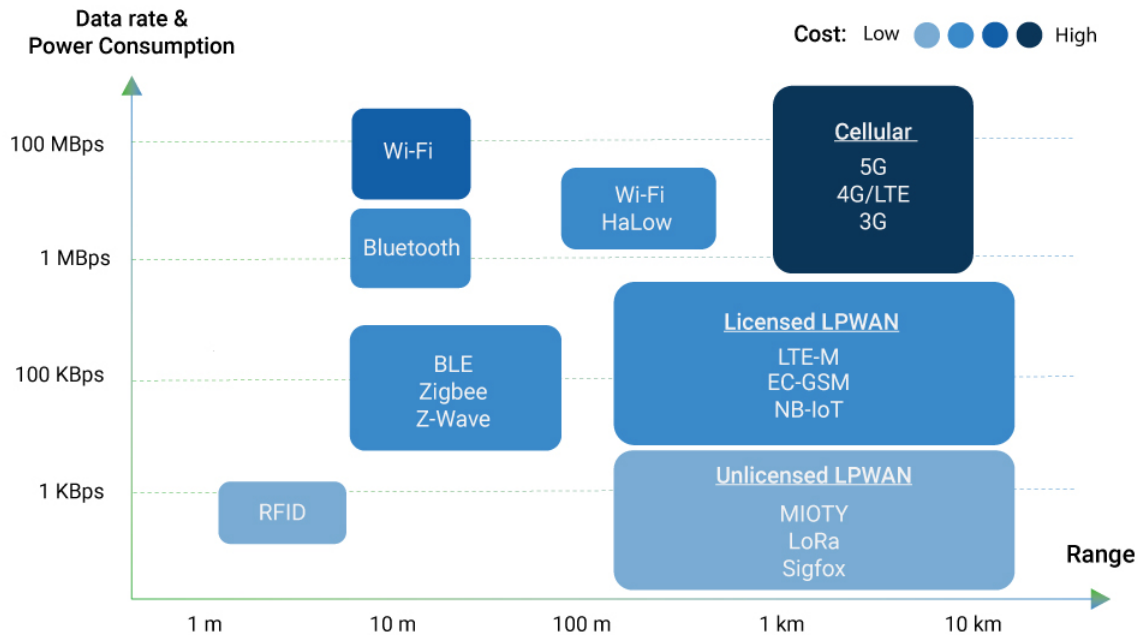 Data rate &
Power Consumption
Cost: Low High
100 MBps
1 MBps
100 KBps
1 KBps
Wi-Fi
Bluetooth
Wi-Fi
HaLow
Cellular
5G
4G/LTE
3G
BLE
Zigbee
Z-Wave
Licensed LPWAN
LTE-M
EC-GSM
NB-IoT
RFID
Unlicensed LPWAN
MIOTY
LoRa
Sigfox
Range
1 m 10 m 100 m 1 km 10 km